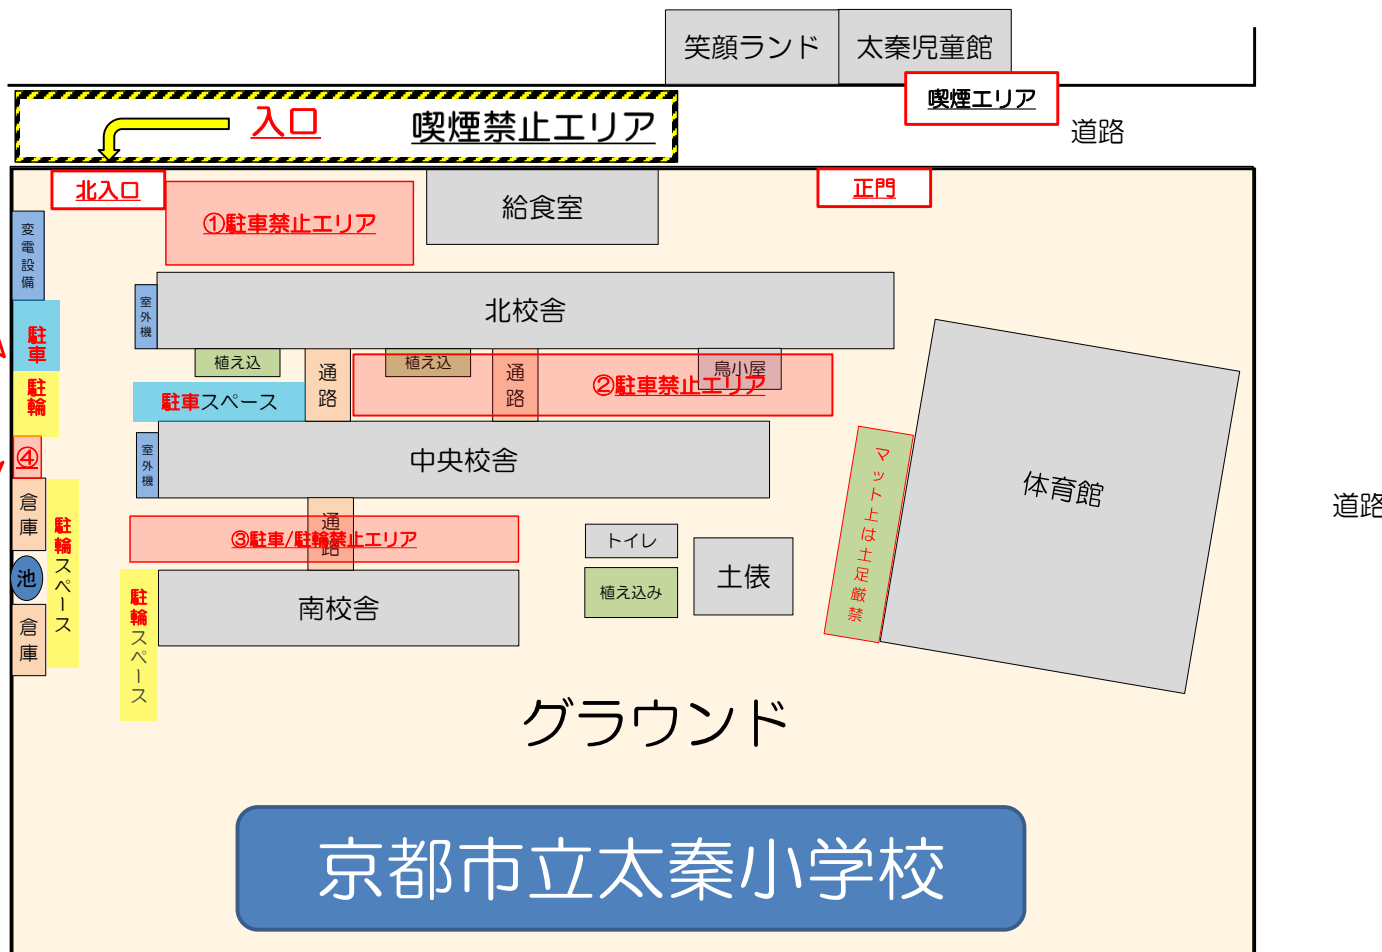 笑顔ランド
太秦児童館
喫煙エリア
入口
喫煙禁止エリア
道路
北入口
正門
①駐車禁止エリア
給食室
変電設備
室外機
北校舎
駐車
植え込
通路
植え込
通路
鳥小屋
②駐車禁止エリア
駐輪
駐車スペース
④
室外機
中央校舎
マット上は土足厳禁
体育館
道路
倉庫
駐輪スペース
通路
③駐車/駐輪禁止エリア
トイレ
池
土俵
植え込み
駐輪スペース
南校舎
倉庫
グラウンド
京都市立太秦小学校